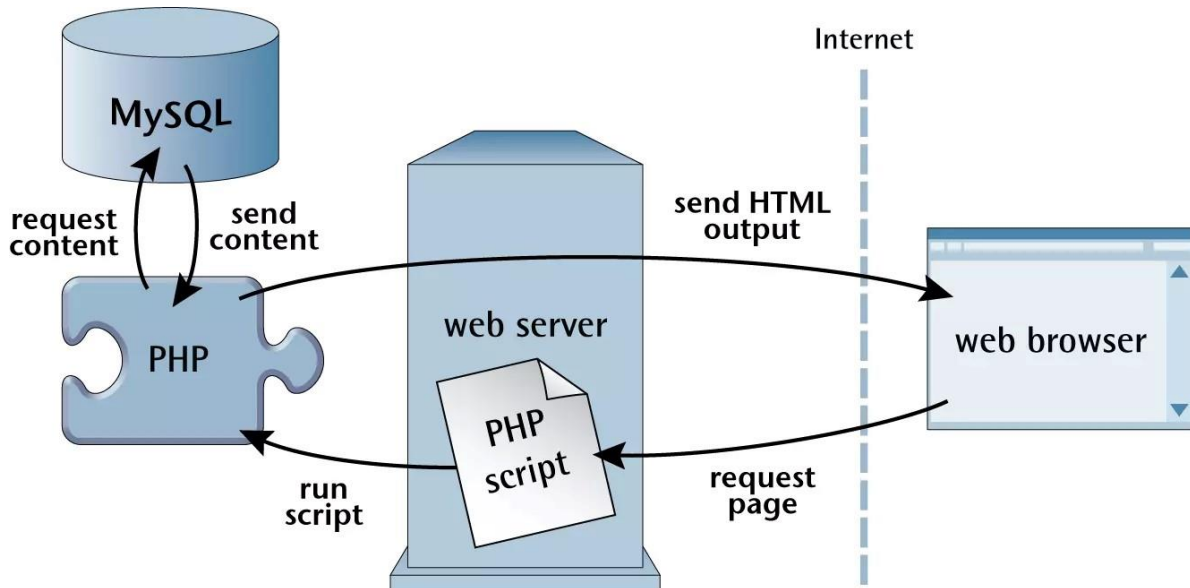 MySQL
request
content
send
content
PHP
run
script
web server
PHP
script
send HTML
output
Internet
request
page
web browser